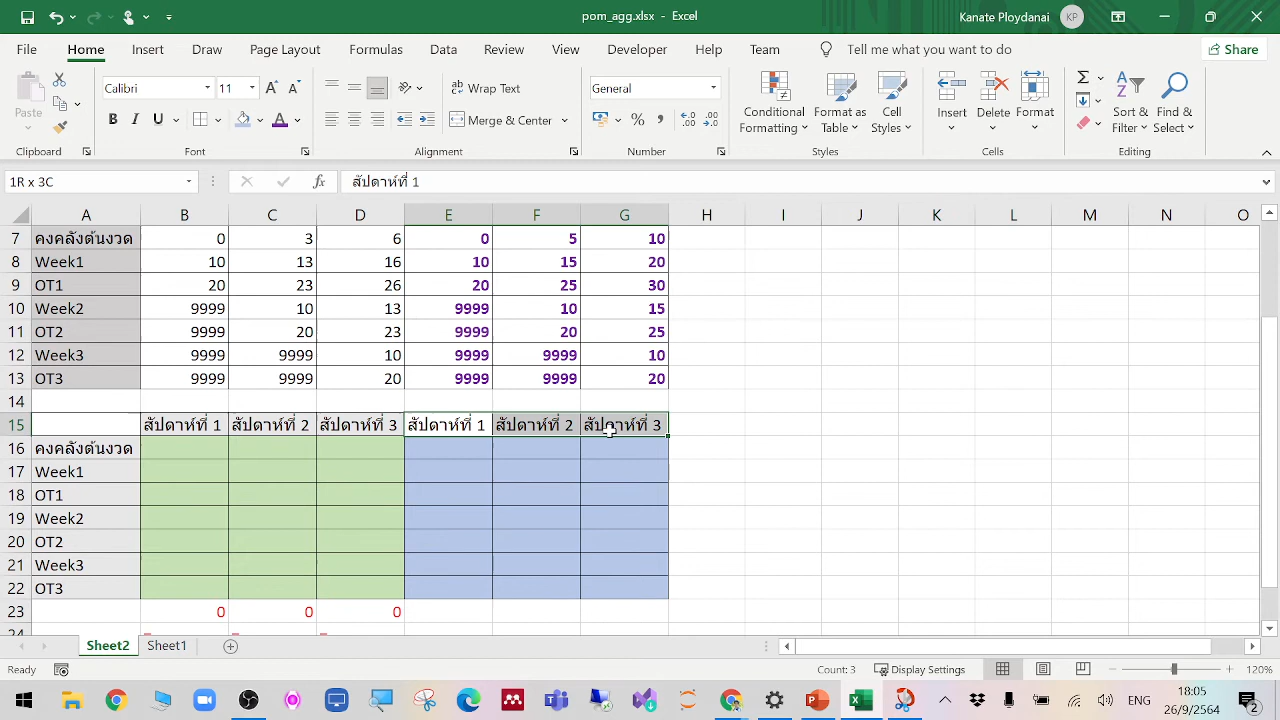 pom_agg.xlsx - Excel
Kanate Ploydanai KP
File Home Insert Draw Page Layout Formulas Data Review View Developer Help Team Tell me what you want to do Share
Paste
Calibri 11
B I U
Wrap Text
Merge & Center
General
Conditional Formatting
Format as Table
Cell Styles
Insert Delete Format
Sort & Filter
Find & Select
Clipboard Font Alignment Number Styles Cells Editing
1R x 3C fx สัปดาห์ที่ 1
A B C D E F G H I J K L M N O
7 คงคลังต้นงวด 0 3 6 0 5 10
8 Week1 10 13 16 10 15 20
9 OT1 20 23 26 20 25 30
10 Week2 9999 10 13 9999 10 15
11 OT2 9999 20 23 9999 20 25
12 Week3 9999 9999 10 9999 9999 10
13 OT3 9999 9999 20 9999 9999 20
14
15 สัปดาห์ที่ 1 สัปดาห์ที่ 2 สัปดาห์ที่ 3 สัปดาห์ที่ 1 สัปดาห์ที่ 2 สัปดาห์ที่ 3
16 คงคลังต้นงวด
17 Week1
18 OT1
19 Week2
20 OT2
21 Week3
22 OT3
23 0 0 0
24
Sheet2 Sheet1
Ready Count: 3 Display Settings 120%
ENG 18:05
26/9/2564 2